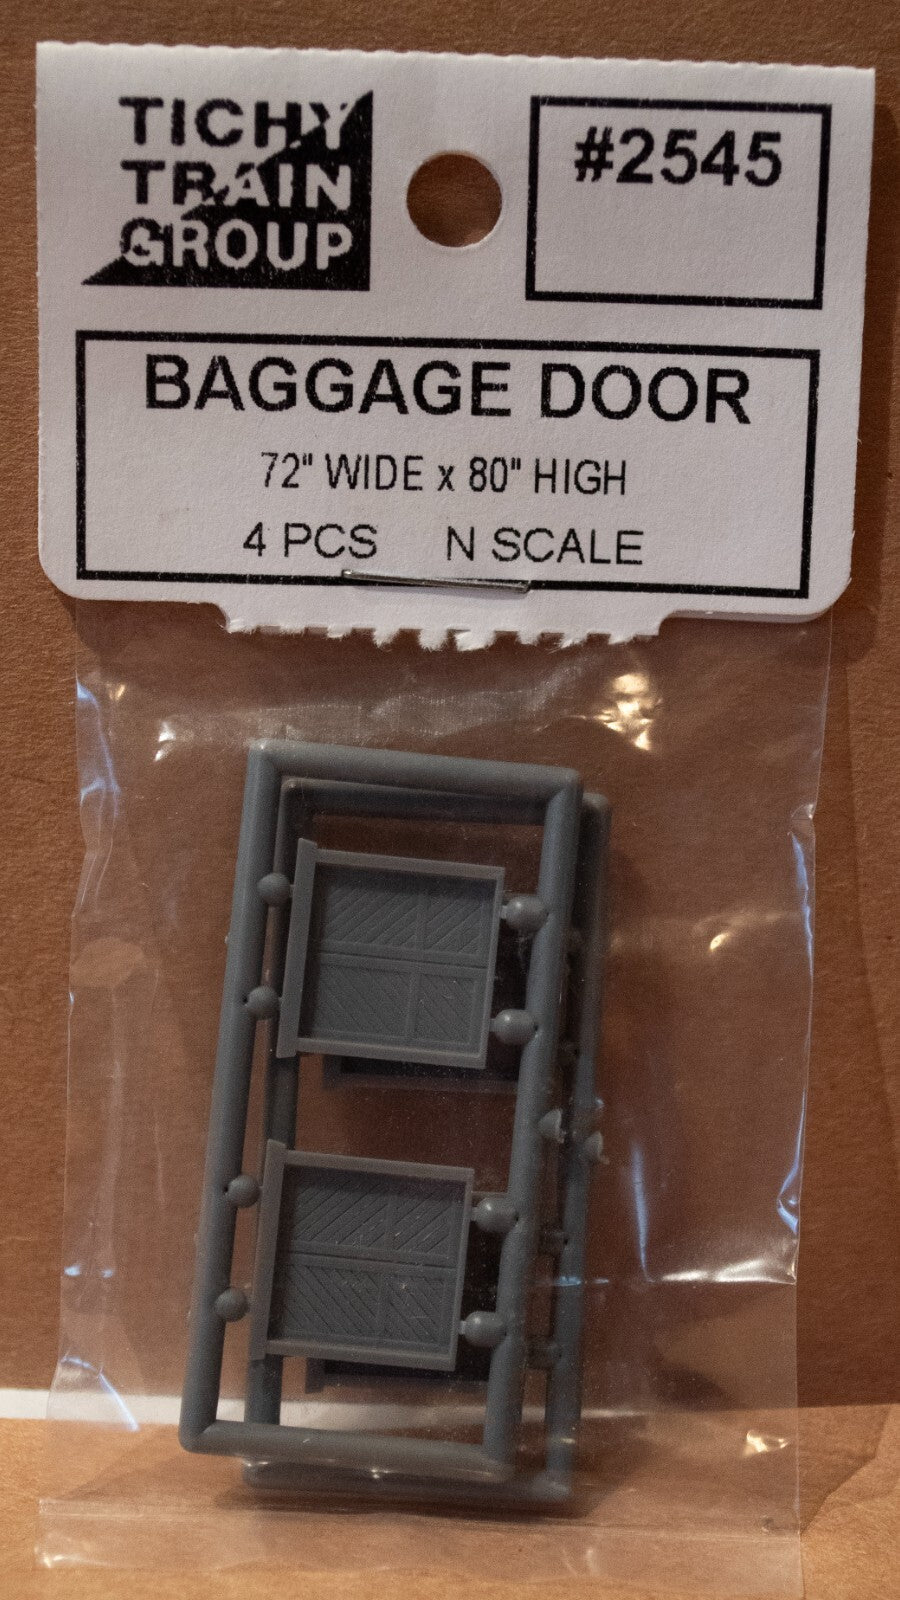 TICHY
TRAIN
GROUP
#2545
BAGGAGE DOOR
72" WIDE x 80" HIGH
4 PCS N SCALE